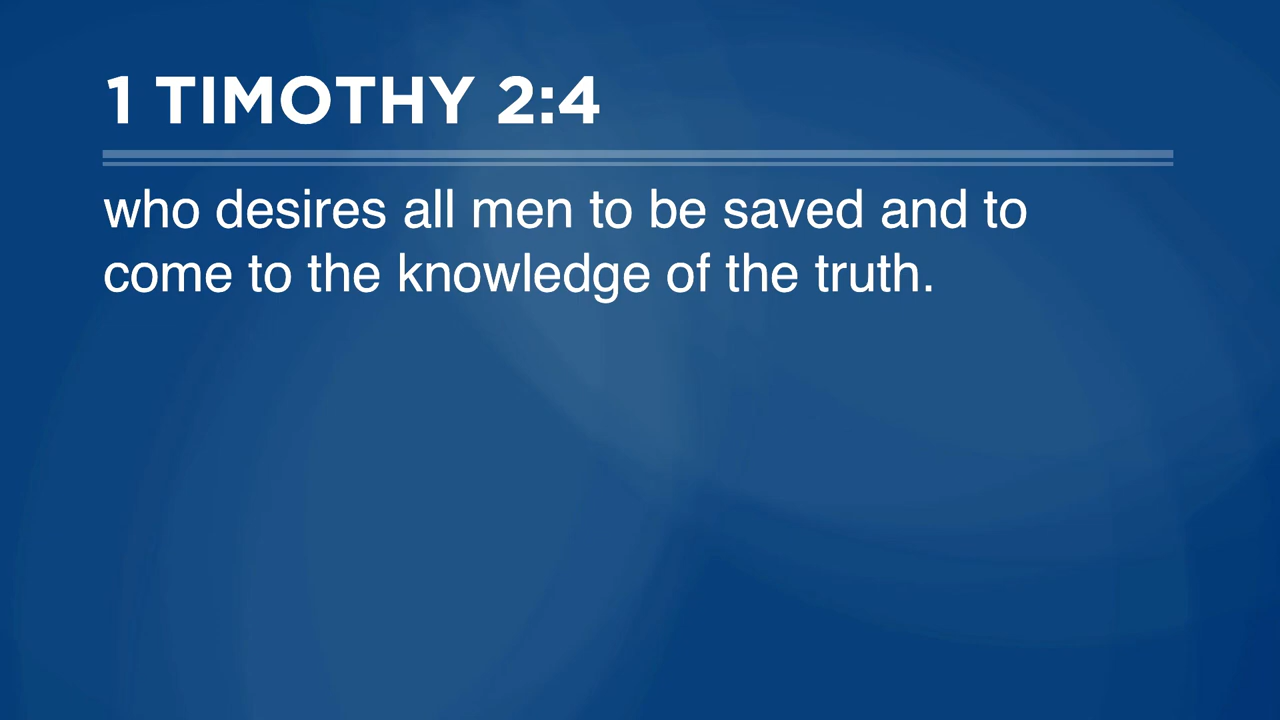 1 TIMOTHY 2:4
who desires all men to be saved and to
come to the knowledge of the truth.